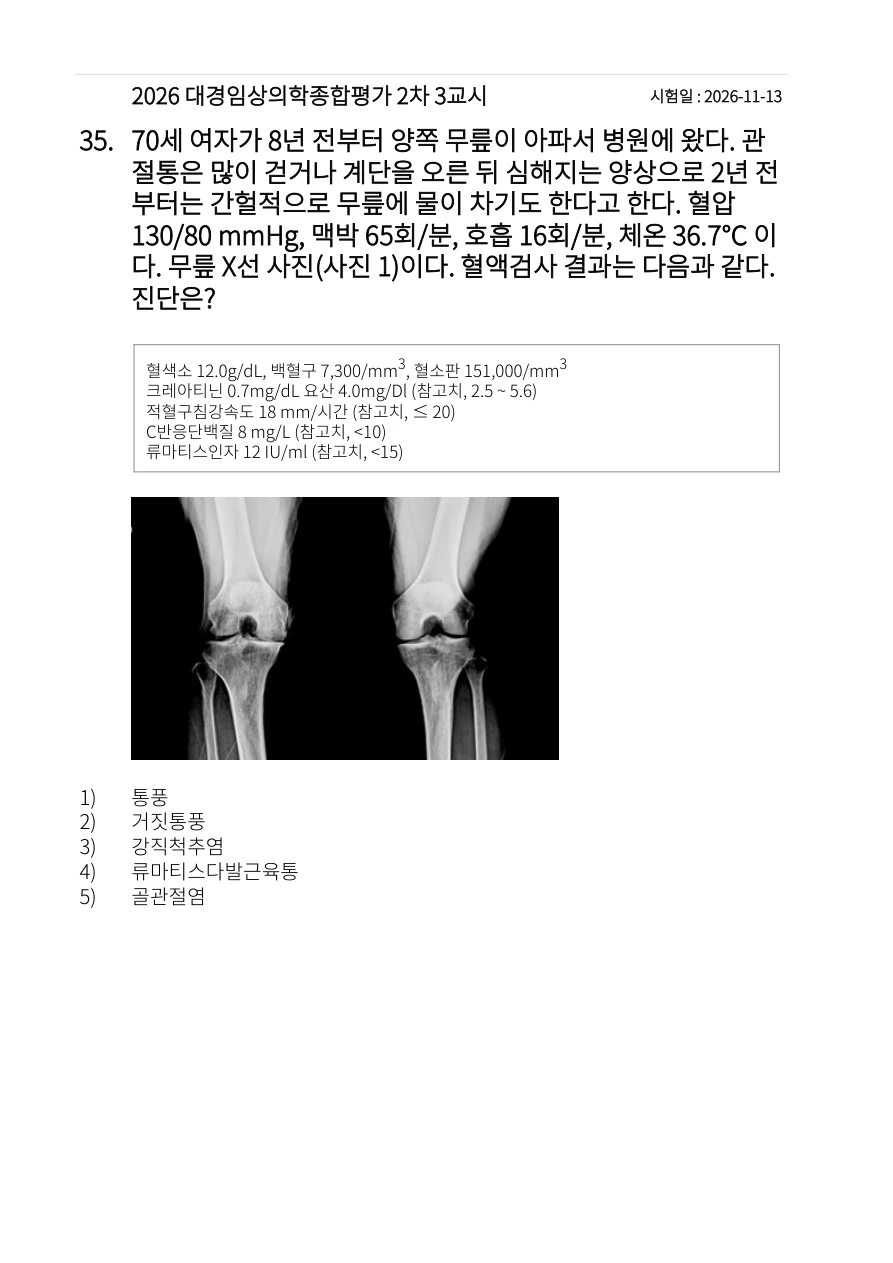 2026 대경임상의학종합평가 2차 3교시
시험일 : 2026-11-13
35. 70세 여자가 8년 전부터 양쪽 무릎이 아파서 병원에 왔다. 관
절통은 많이 걷거나 계단을 오른 뒤 심해지는 양상으로 2년 전
부터는 간헐적으로 무릎에 물이 차기도 한다고 한다. 혈압
130/80 mmHg, 맥박 65회/분, 호흡 16회/분, 체온 36.7℃ 이
다. 무릎 X선 사진(사진 1)이다. 혈액검사 결과는 다음과 같다.
진단은?
혈색소 12.0g/dL, 백혈구 7,300/mm³, 혈소판 151,000/mm³
크레아티닌 0.7mg/dL 요산 4.0mg/Dl (참고치, 2.5 ~ 5.6)
적혈구침강속도 18 mm/시간 (참고치, ≤ 20)
C반응단백질 8 mg/L (참고치, <10)
류마티스인자 12 IU/ml (참고치, <15)
1) 통풍
2) 거짓통풍
3) 강직척추염
4) 류마티스다발근육통
5) 골관절염